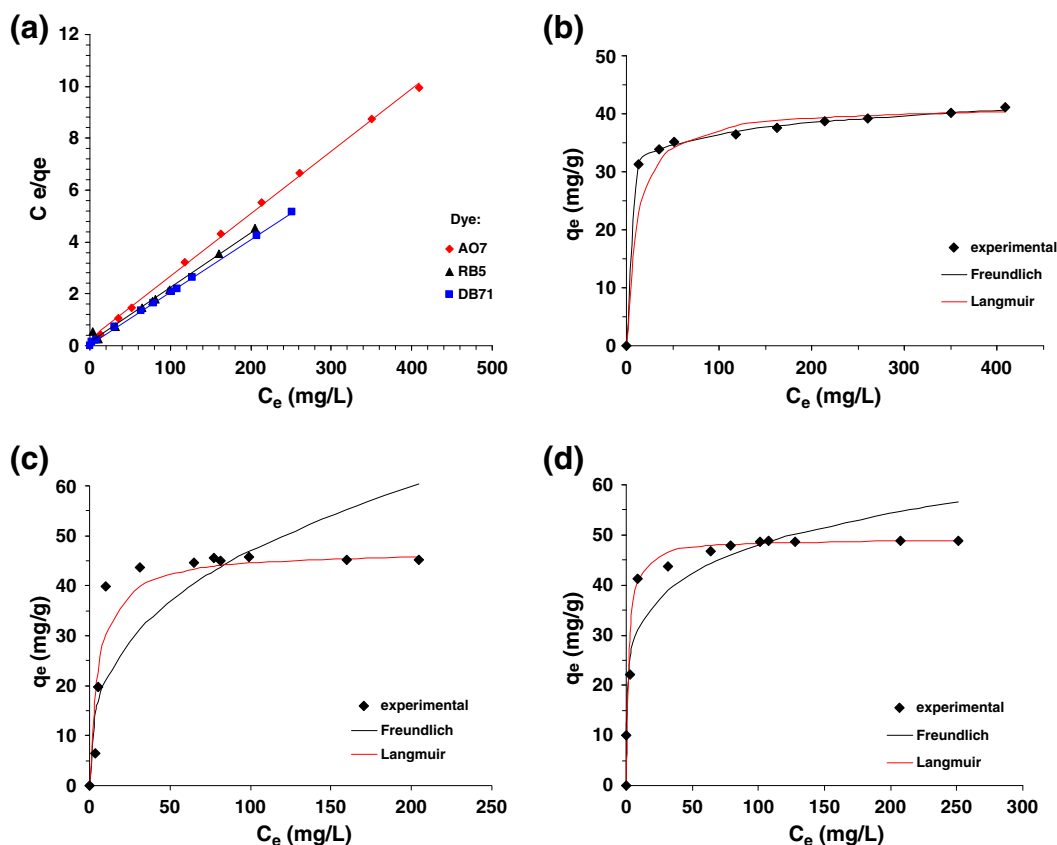 (a)
12
10
8
6
4
2
0
C e/qe
0 100 200 300 400 500
Ce (mg/L)
Dye:
AO7
RB5
DB71
(b)
50
40
30
20
10
0
qe (mg/g)
0 100 200 300 400
Ce (mg/L)
experimental
Freundlich
Langmuir
(c)
60
50
40
30
20
10
0
qe (mg/g)
0 50 100 150 200 250
Ce (mg/L)
experimental
Freundlich
Langmuir
(d)
60
50
40
30
20
10
0
qe (mg/g)
0 50 100 150 200 250 300
Ce (mg/L)
experimental
Freundlich
Langmuir